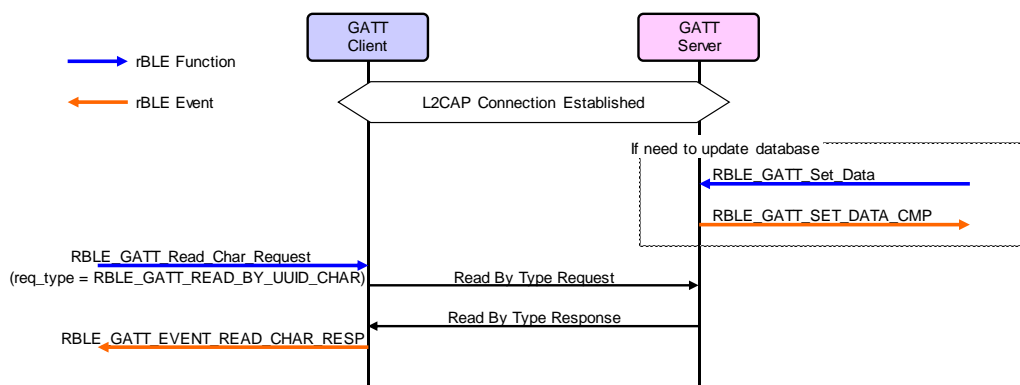 GATT
Client
GATT
Server
rBLE Function
rBLE Event
L2CAP Connection Established
If need to update database
RBLE_GATT_Set_Data
RBLE_GATT_SET_DATA_CMP
RBLE_GATT_Read_Char_Request
(req_type = RBLE_GATT_READ_BY_UUID_CHAR)
Read By Type Request
Read By Type Response
RBLE_GATT_EVENT_READ_CHAR_RESP